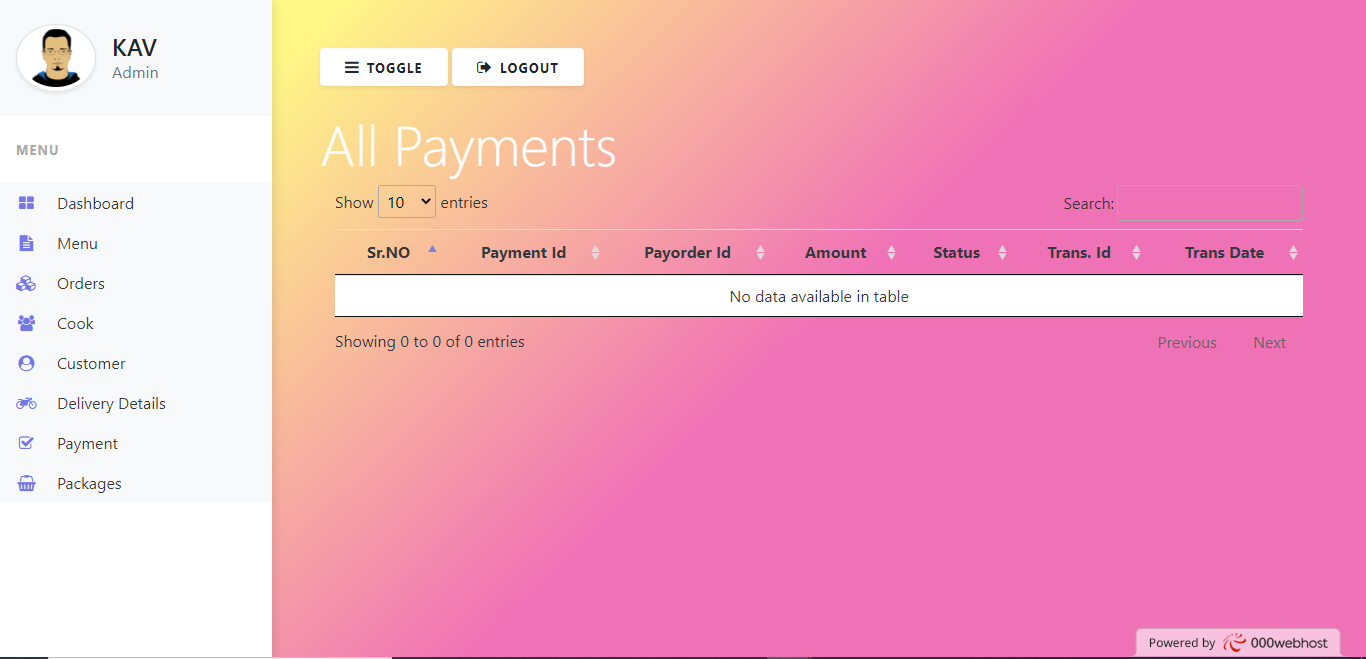 KAV
Admin
MENU
Dashboard
Menu
Orders
Cook
Customer
Delivery Details
Payment
Packages
TOGGLE LOGOUT
All Payments
Show 10 entries Search:
Sr.NO Payment Id Payorder Id Amount Status Trans. Id Trans Date
No data available in table
Showing 0 to 0 of 0 entries Previous Next
Powered by 000webhost